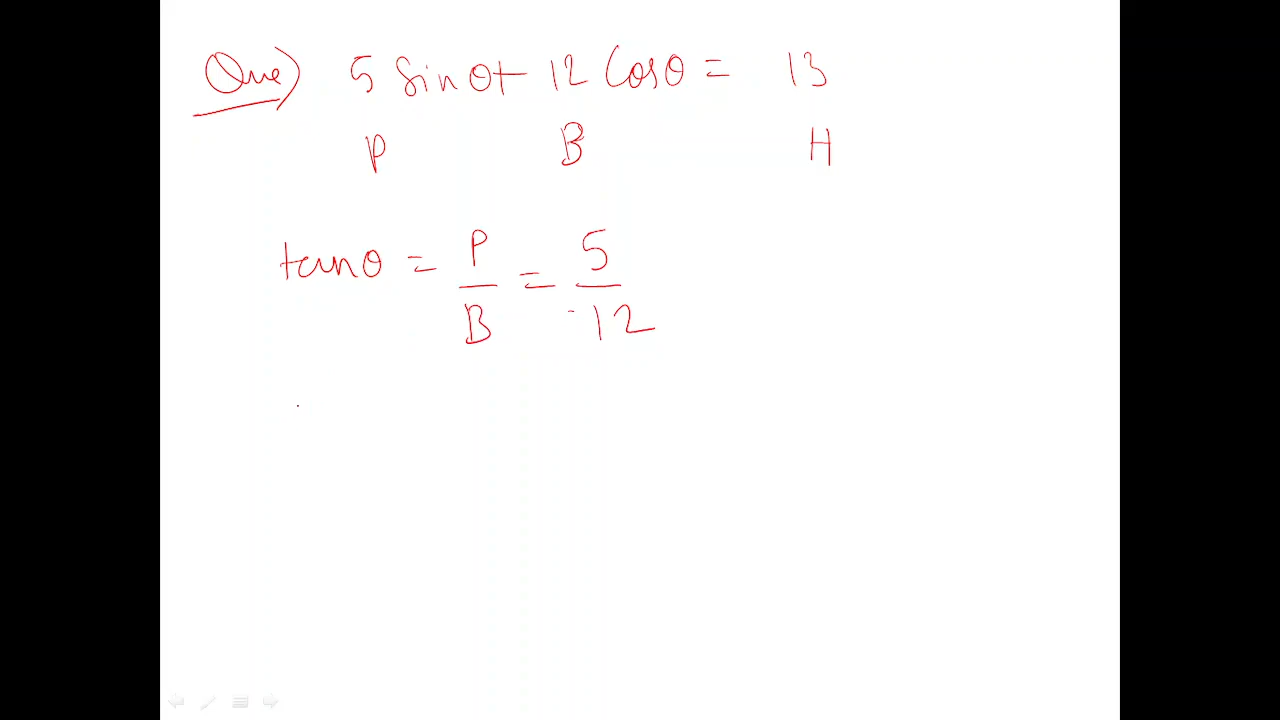 Que) 5 Sinθ + 12 Cosθ = 13
P B H
tanθ = P/B = 5/12